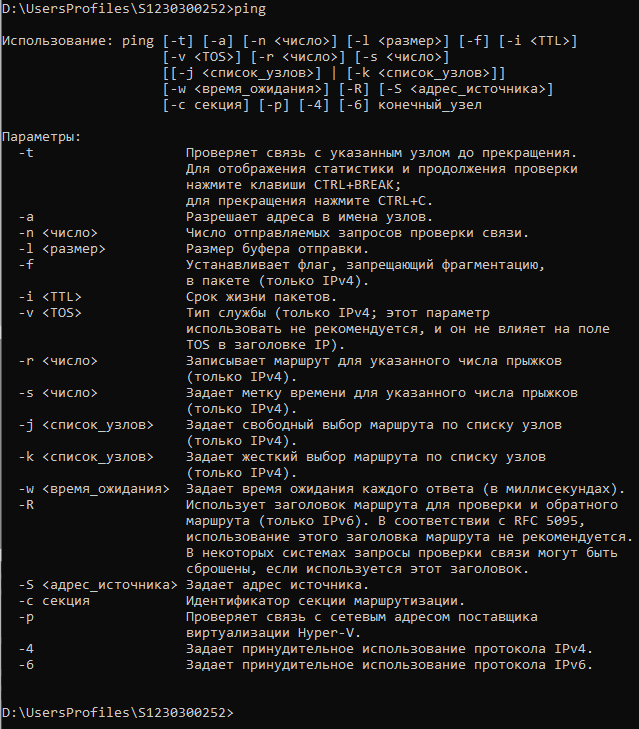 D:\UsersProfiles\S1230300252>ping
Использование: ping [-t] [-a] [-n <число>] [-l <размер>] [-f] [-i <TTL>]
[-v <TOS>] [-r <число>] [-s <число>]
[[-j <список_узлов>] | [-k <список_узлов>]]
[-w <время_ожидания>] [-R] [-S <адрес_источника>]
[-c секция] [-p] [-4] [-6] конечный_узел
Параметры:
-t Проверяет связь с указанным узлом до прекращения.
Для отображения статистики и продолжения проверки
нажмите клавиши CTRL+BREAK;
для прекращения нажмите CTRL+C.
-a Разрешает адреса в имена узлов.
-n <число> Число отправляемых запросов проверки связи.
-l <размер> Размер буфера отправки.
-f Устанавливает флаг, запрещающий фрагментацию,
в пакете (только IPv4).
-i <TTL> Срок жизни пакетов.
-v <TOS> Тип службы (только IPv4; этот параметр
использовать не рекомендуется, и он не влияет на поле
TOS в заголовке IP).
-r <число> Записывает маршрут для указанного числа прыжков
(только IPv4).
-s <число> Задает метку времени для указанного числа прыжков
(только IPv4).
-j <список_узлов> Задает свободный выбор маршрута по списку узлов
(только IPv4).
-k <список_узлов> Задает жесткий выбор маршрута по списку узлов
(только IPv4).
-w <время_ожидания> Задает время ожидания каждого ответа (в миллисекундах).
-R Использует заголовок маршрута для проверки и обратного
маршрута (только IPv6). В соответствии с RFC 5095,
использование этого заголовка маршрута не рекомендуется.
В некоторых системах запросы проверки связи могут быть
сброшены, если используется этот заголовок.
-S <адрес_источника> Задает адрес источника.
-c секция Идентификатор секции маршрутизации.
-p Проверяет связь с сетевым адресом поставщика
виртуализации Hyper-V.
-4 Задает принудительное использование протокола IPv4.
-6 Задает принудительное использование протокола IPv6.
D:\UsersProfiles\S1230300252>